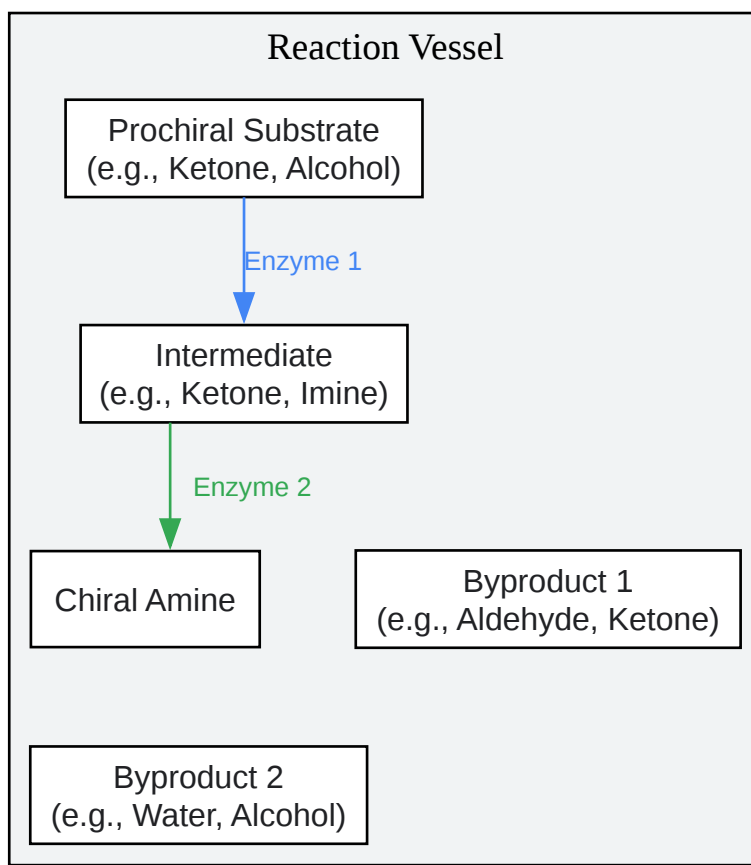 Reaction Vessel
Prochiral Substrate
(e.g., Ketone, Alcohol)
Enzyme 1
Intermediate
(e.g., Ketone, Imine)
Enzyme 2
Chiral Amine
Byproduct 1
(e.g., Aldehyde, Ketone)
Byproduct 2
(e.g., Water, Alcohol)